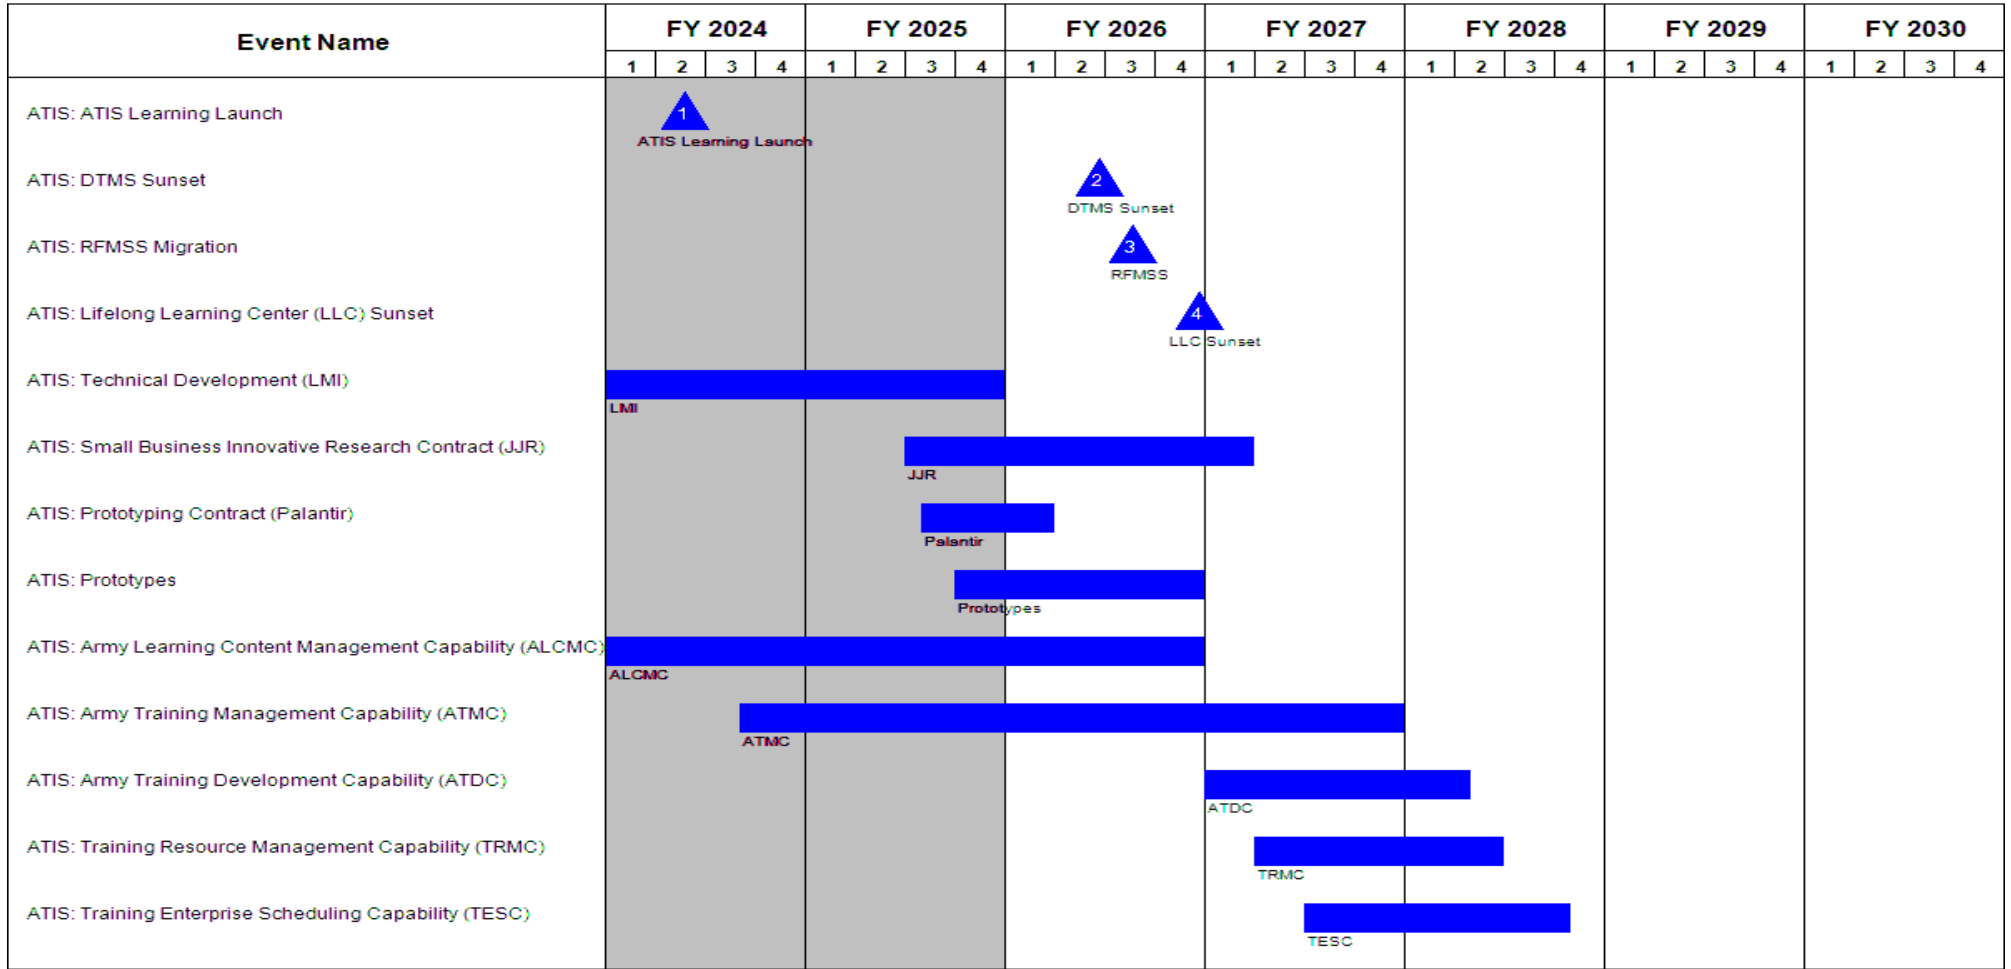 Event Name
FY 2024 FY 2025 FY 2026 FY 2027 FY 2028 FY 2029 FY 2030
1 2 3 4 1 2 3 4 1 2 3 4 1 2 3 4 1 2 3 4 1 2 3 4 1 2 3 4
ATIS: ATIS Learning Launch
1
ATIS Learning Launch
ATIS: DTMS Sunset
2
DTMS Sunset
ATIS: RFMSS Migration
3
RFMSS
ATIS: Lifelong Learning Center (LLC) Sunset
4
LLC Sunset
ATIS: Technical Development (LMI)
LMI
ATIS: Small Business Innovative Research Contract (JJR)
JJR
ATIS: Prototyping Contract (Palantir)
Palantir
ATIS: Prototypes
Prototypes
ATIS: Army Learning Content Management Capability (ALCMC)
ALCMC
ATIS: Army Training Management Capability (ATMC)
ATMC
ATIS: Army Training Development Capability (ATDC)
ATDC
ATIS: Training Resource Management Capability (TRMC)
TRMC
ATIS: Training Enterprise Scheduling Capability (TESC)
TESC